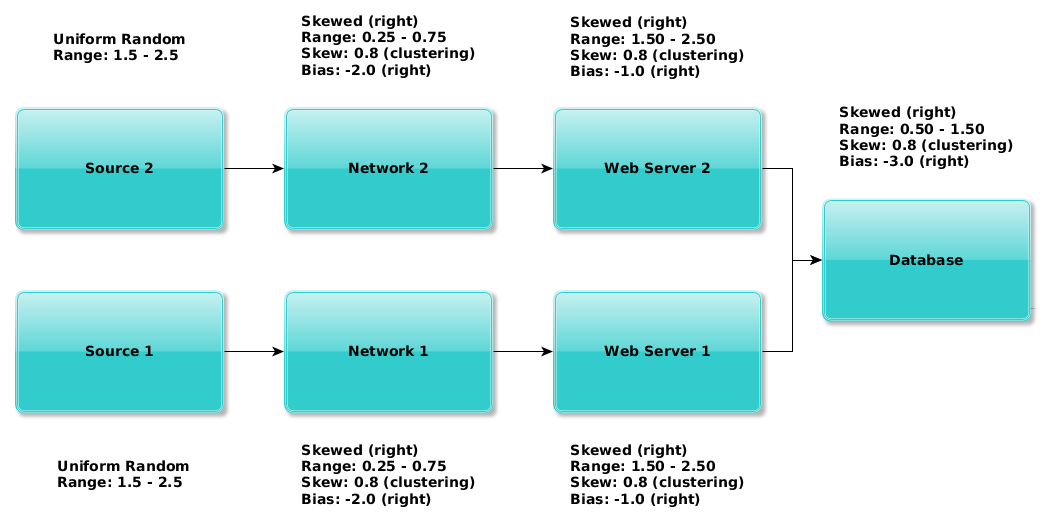 Uniform Random
Range: 1.5 - 2.5
Skewed (right)
Range: 0.25 - 0.75
Skew: 0.8 (clustering)
Bias: -2.0 (right)
Skewed (right)
Range: 1.50 - 2.50
Skew: 0.8 (clustering)
Bias: -1.0 (right)
Skewed (right)
Range: 0.50 - 1.50
Skew: 0.8 (clustering)
Bias: -3.0 (right)
Source 2
Network 2
Web Server 2
Database
Source 1
Network 1
Web Server 1
Uniform Random
Range: 1.5 - 2.5
Skewed (right)
Range: 0.25 - 0.75
Skew: 0.8 (clustering)
Bias: -2.0 (right)
Skewed (right)
Range: 1.50 - 2.50
Skew: 0.8 (clustering)
Bias: -1.0 (right)